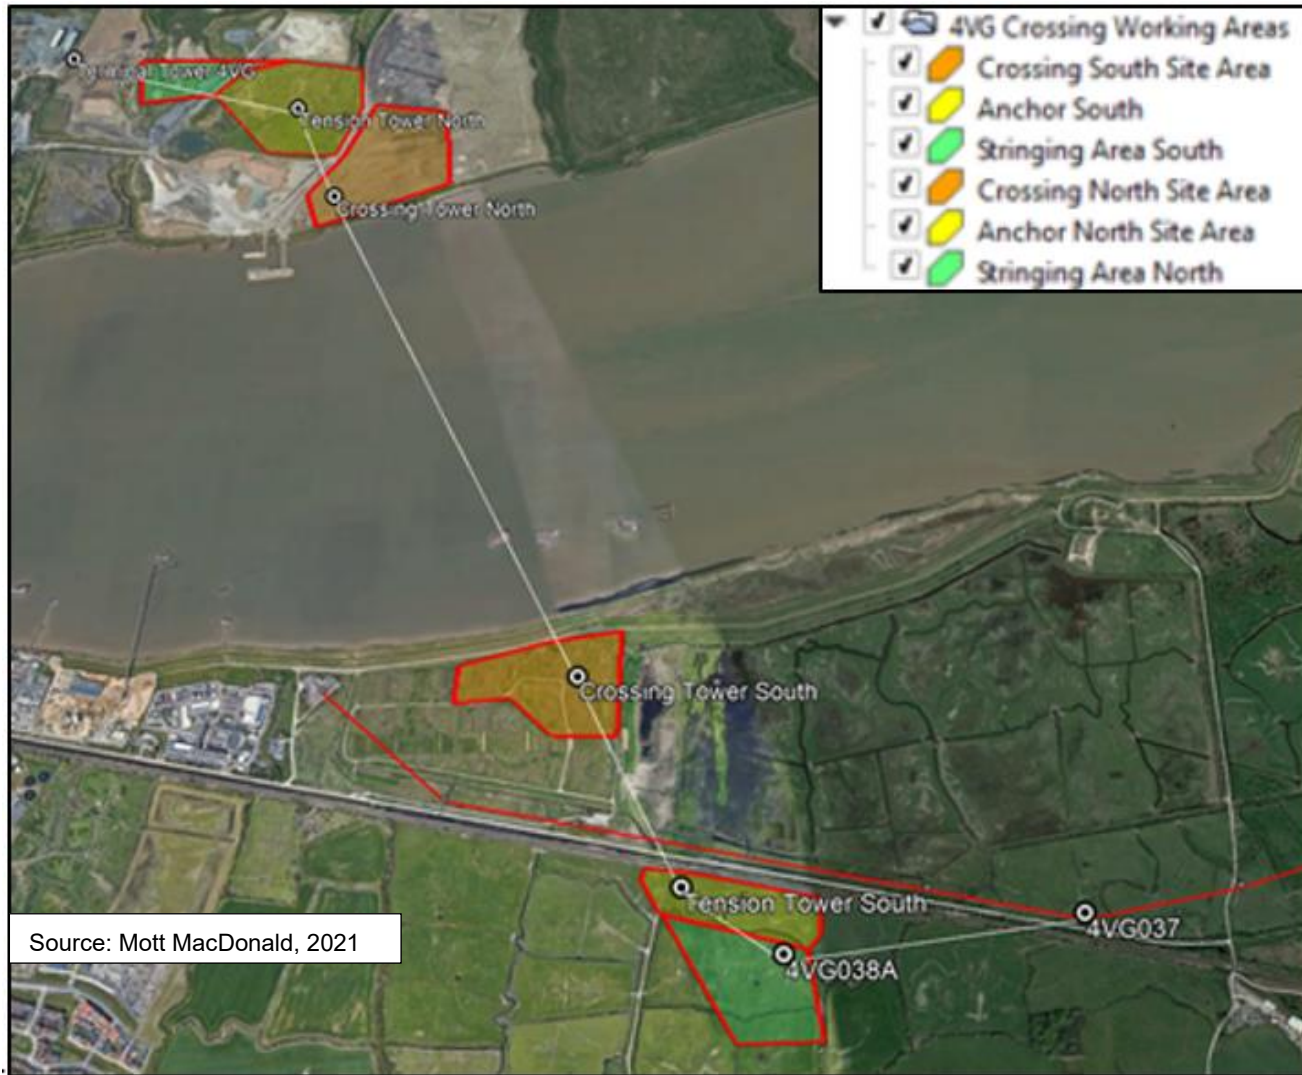 4VG Crossing Working Areas
Crossing South Site Area
Anchor South
Stringing Area South
Crossing North Site Area
Anchor North Site Area
Stringing Area North
Terminal Tower 4VG
Tension Tower North
Crossing Tower North
Crossing Tower South
Tension Tower South
4VG037
4VG038A
Source: Mott MacDonald, 2021